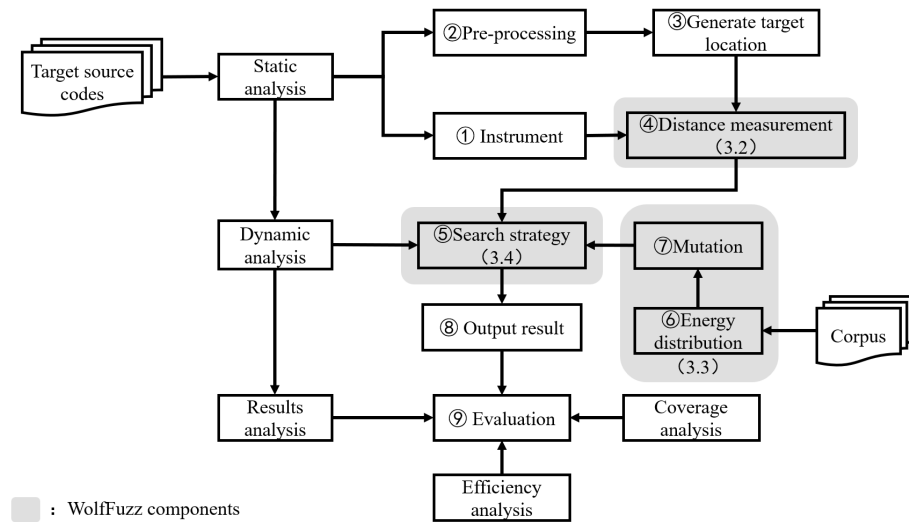 ②Pre-processing
③Generate target
location
Target source
codes
Static
analysis
① Instrument
④Distance measurement
（3.2）
Dynamic
analysis
⑤Search strategy
（3.4）
⑦Mutation
⑥Energy
distribution
（3.3）
Corpus
⑧ Output result
Results
analysis
⑨ Evaluation
Coverage
analysis
Efficiency
analysis
：WolfFuzz components